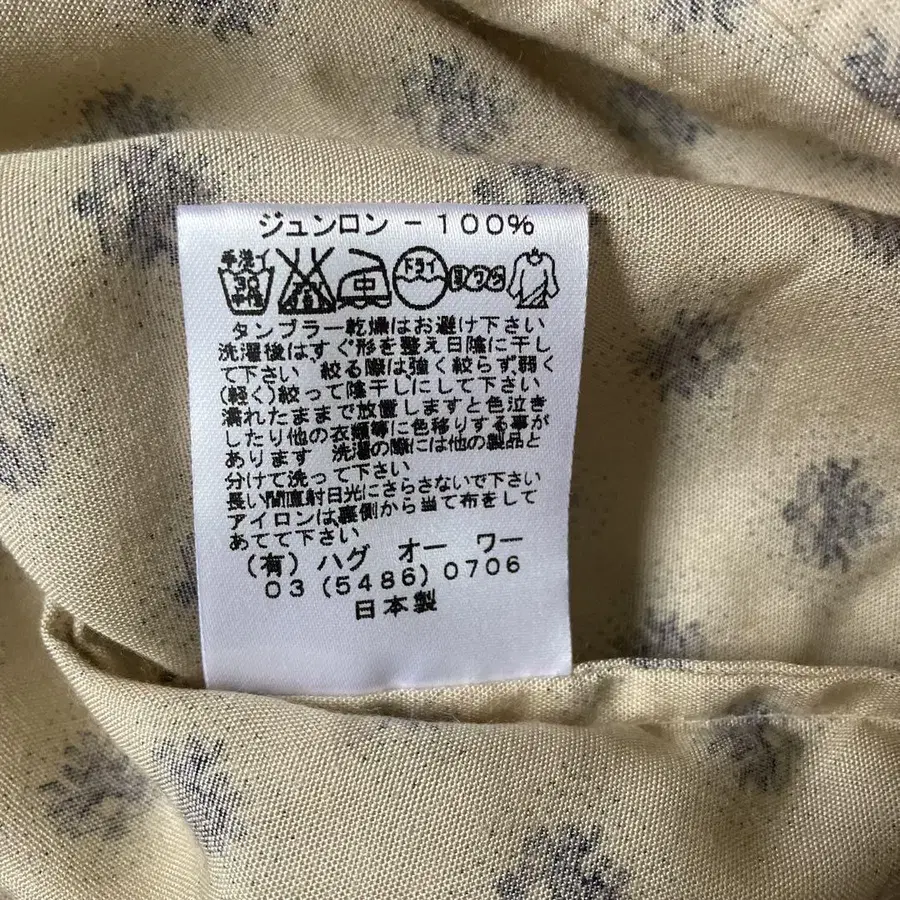 ジュンロン－100%
手洗イ 30 中性 中 ドライ ヨワク
タンブラー乾燥はお避け下さい
洗濯後はすぐ形を整え日陰に干し
て下さい 絞る際は強く絞らず弱く
(軽く)絞って陰干しにして下さい
濡れたままで放置しますと色泣き
したり他の衣類等に色移りする事が
あります 洗濯の際には他の製品と
分けて洗って下さい
長い間直射日光にさらさないで下さい
アイロンは裏側から当て布をして
あてて下さい
(有)ハグ オー ワー
03(5486)0706
日本製